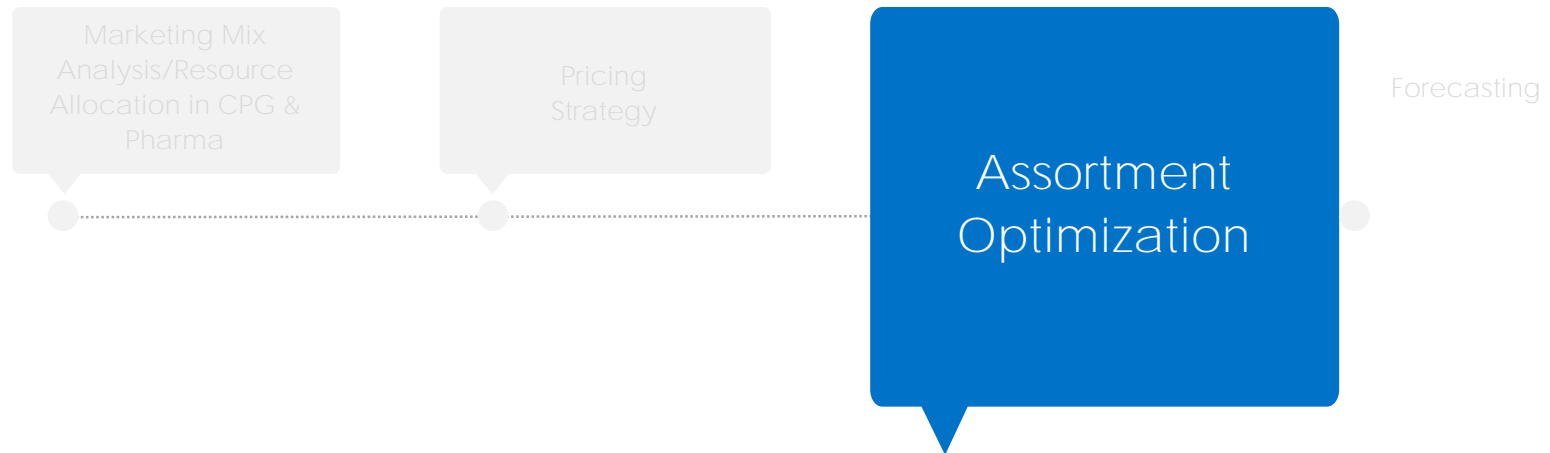 Marketing Mix
Analysis/Resource
Allocation in CPG &
Pharma
Pricing
Strategy
Assortment
Optimization
Forecasting